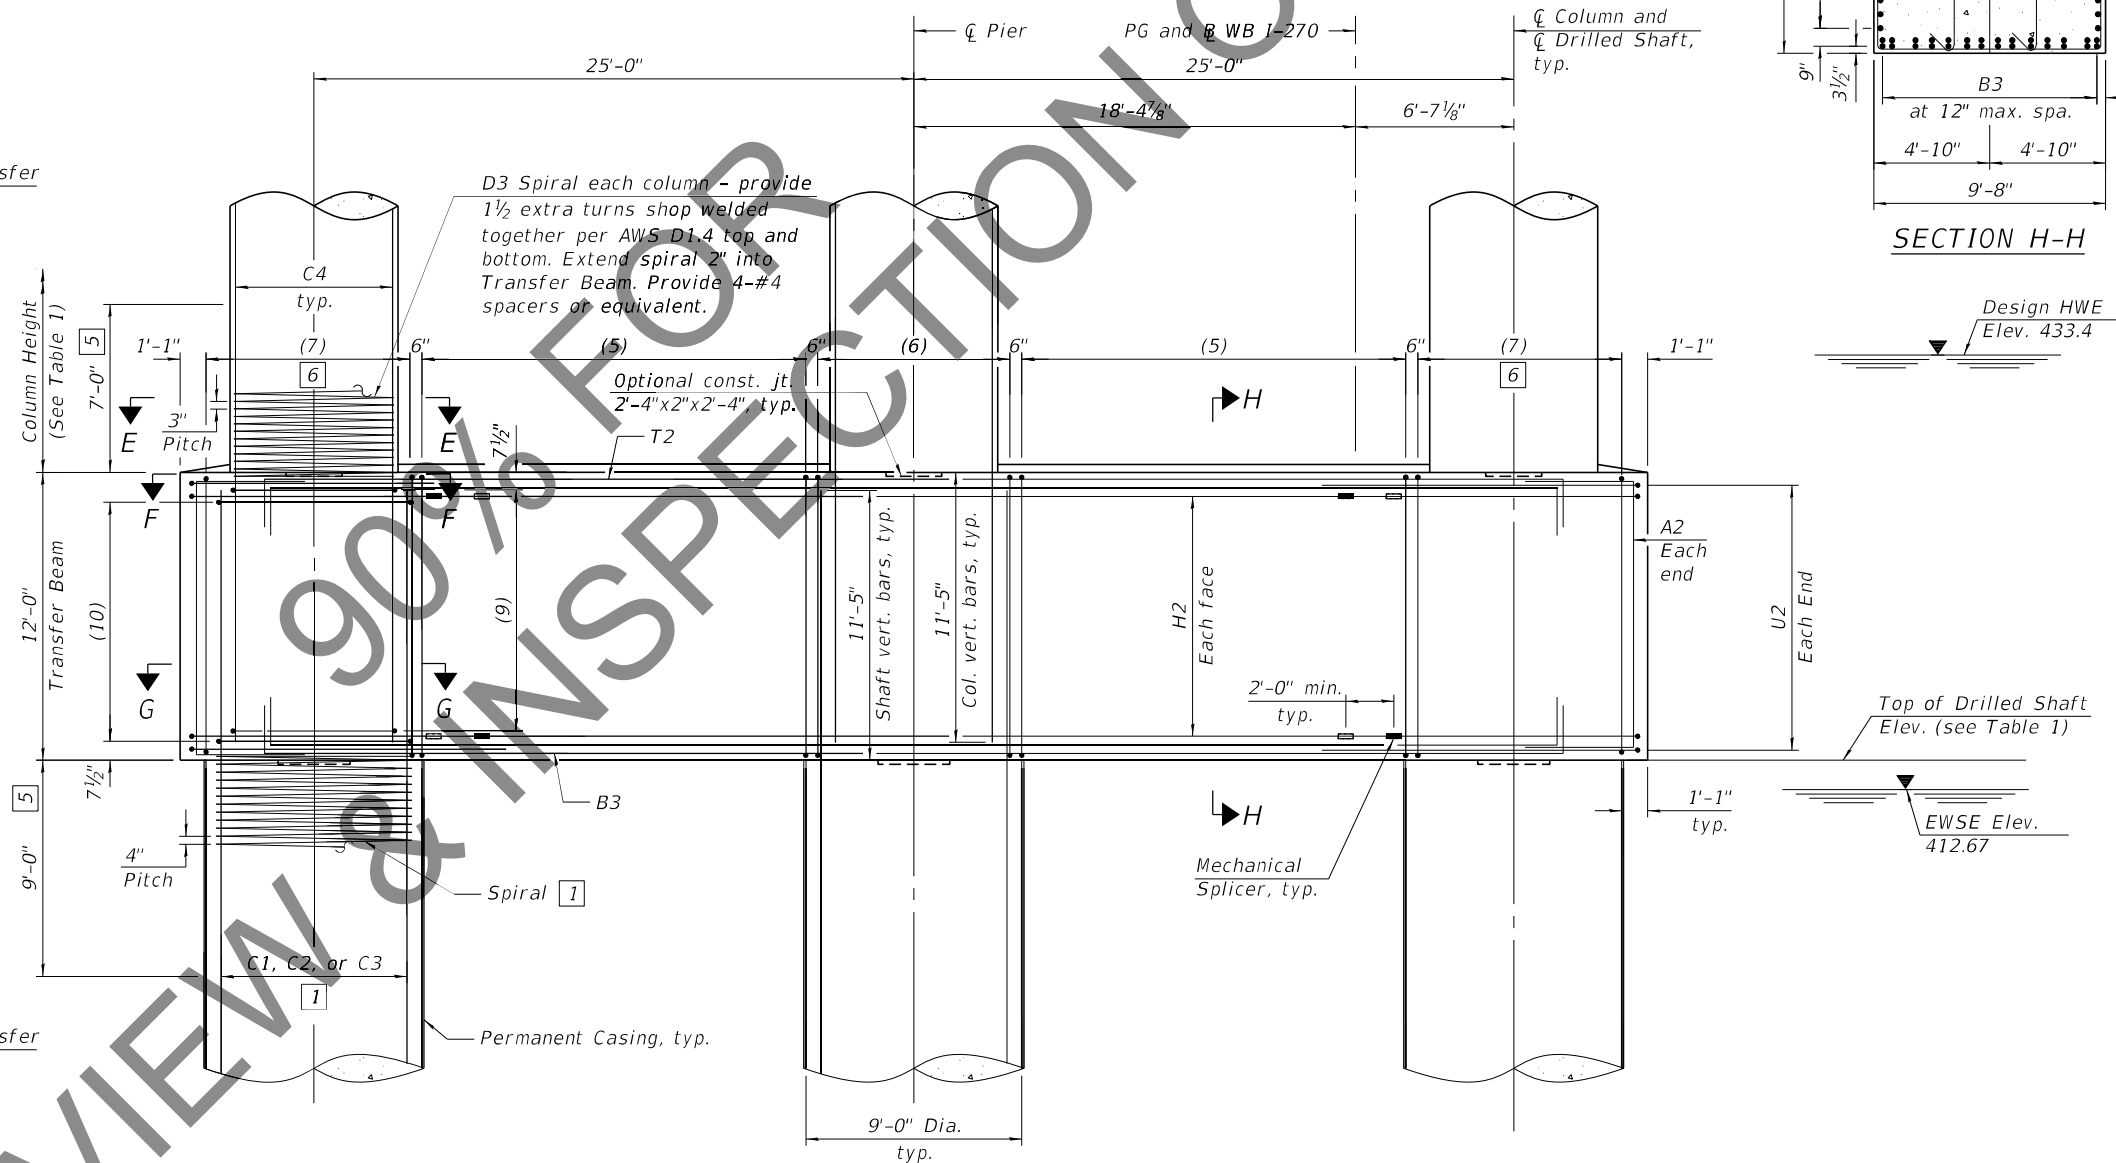 ℄ Pier
PG and ℄ WB I-270
℄ Column and
℄ Drilled Shaft,
typ.
25'-0"
25'-0"
18'-4⅞"
6'-7⅛"
9"
3½"
B3
at 12" max. spa.
4'-10"
4'-10"
9'-8"
SECTION H-H
sfer
D3 Spiral each column - provide
1½ extra turns shop welded
together per AWS D1.4 top and
bottom. Extend spiral 2" into
Transfer Beam. Provide 4-#4
spacers or equivalent.
C4
typ.
Column Height
(See Table 1)
7'-0"
5
1'-1"
(7)
6"
(5)
6"
(6)
6"
(5)
6"
(7)
1'-1"
6
6
Design HWE
Elev. 433.4
Optional const. jt.
2'-4"x2"x2'-4", typ.
E
E
H
3"
Pitch
7½"
T2
F
F
12'-0"
Transfer Beam
(10)
(9)
11'-5"
Shaft vert. bars, typ.
11'-5"
Col. vert. bars, typ.
H2
Each face
A2
Each
end
U2
Each End
G
G
2'-0" min.
typ.
Top of Drilled Shaft
Elev. (see Table 1)
5
7½"
B3
H
1'-1"
typ.
EWSE Elev.
412.67
9'-0"
4"
Pitch
Spiral 1
Mechanical
Splicer, typ.
C1, C2, or C3
1
Permanent Casing, typ.
sfer
9'-0" Dia.
typ.
90% FOR
VIEW & INSPECTION O